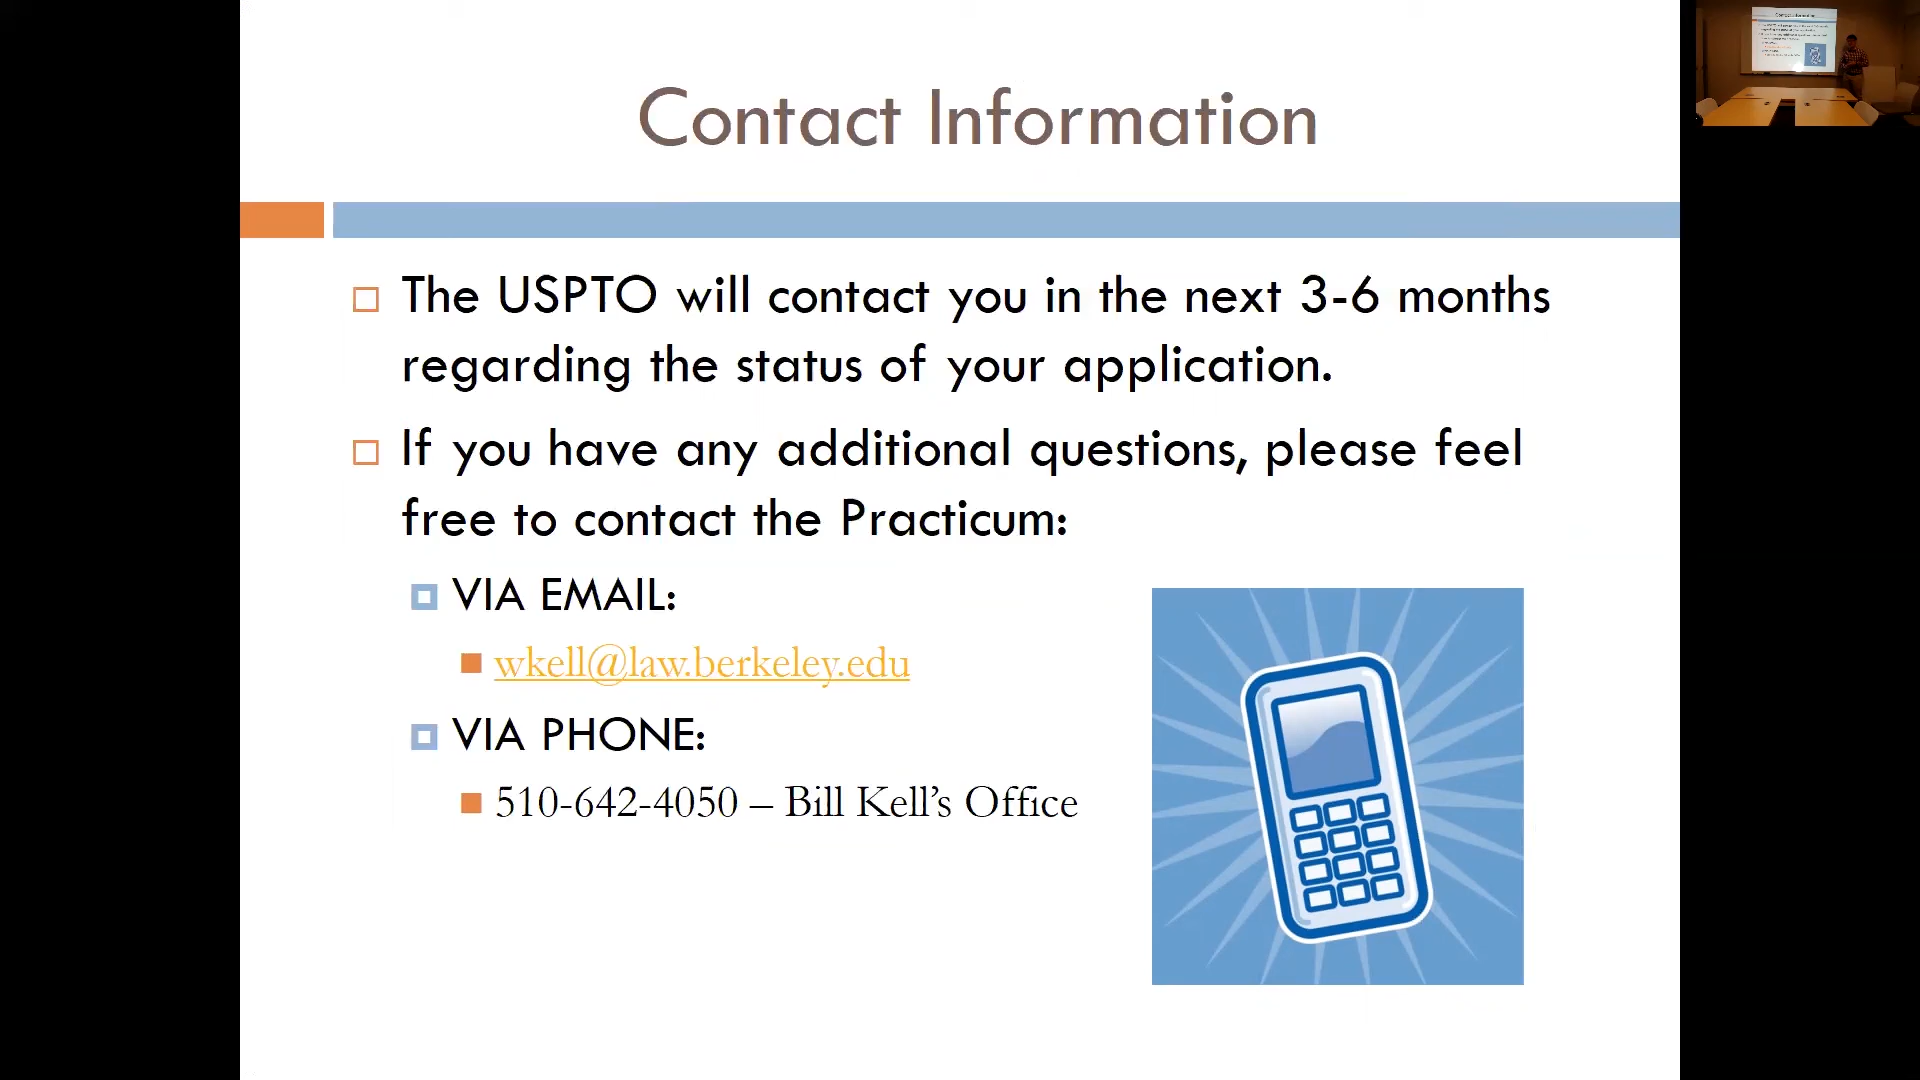 Contact Information
The USPTO will contact you in the next 3-6 months
regarding the status of your application.
If you have any additional questions, please feel
free to contact the Practicum:
VIA EMAIL:
wkell@law.berkeley.edu
VIA PHONE:
510-642-4050 – Bill Kell’s Office
Contact Information